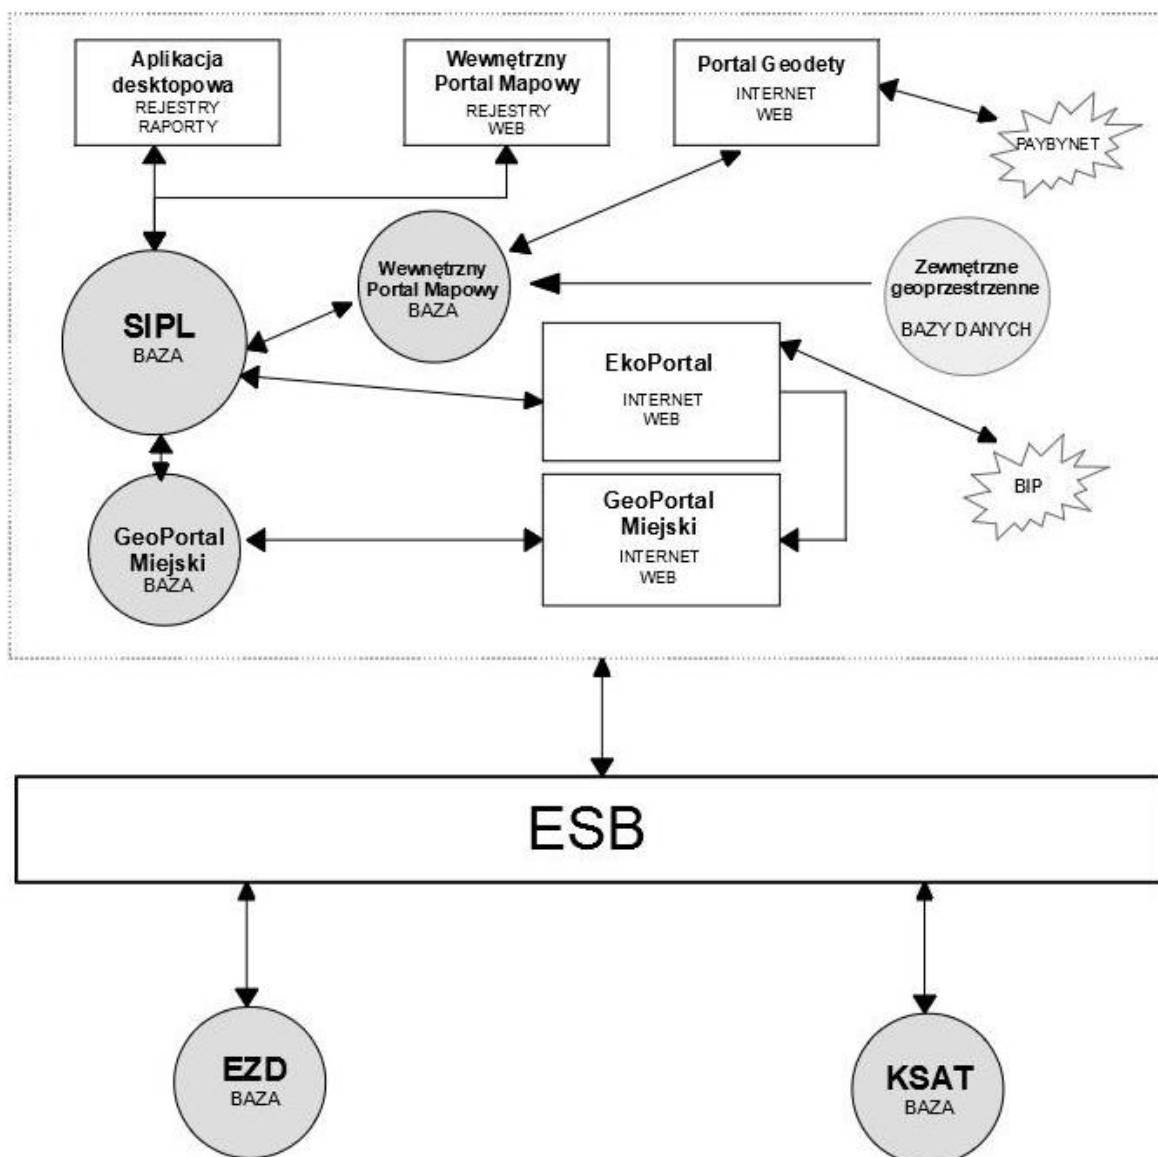 Aplikacja
desktopowa
REJESTRY
RAPORTY
Wewnętrzny
Portal Mapowy
REJESTRY
WEB
Portal Geodety
INTERNET
WEB
PAYBYNET
SIPL
BAZA
Wewnętrzny
Portal Mapowy
BAZA
Zewnętrzne
geoprzestrzenne
BAZY DANYCH
EkoPortal
INTERNET
WEB
BIP
GeoPortal
Miejski
BAZA
GeoPortal
Miejski
INTERNET
WEB
ESB
EZD
BAZA
KSAT
BAZA